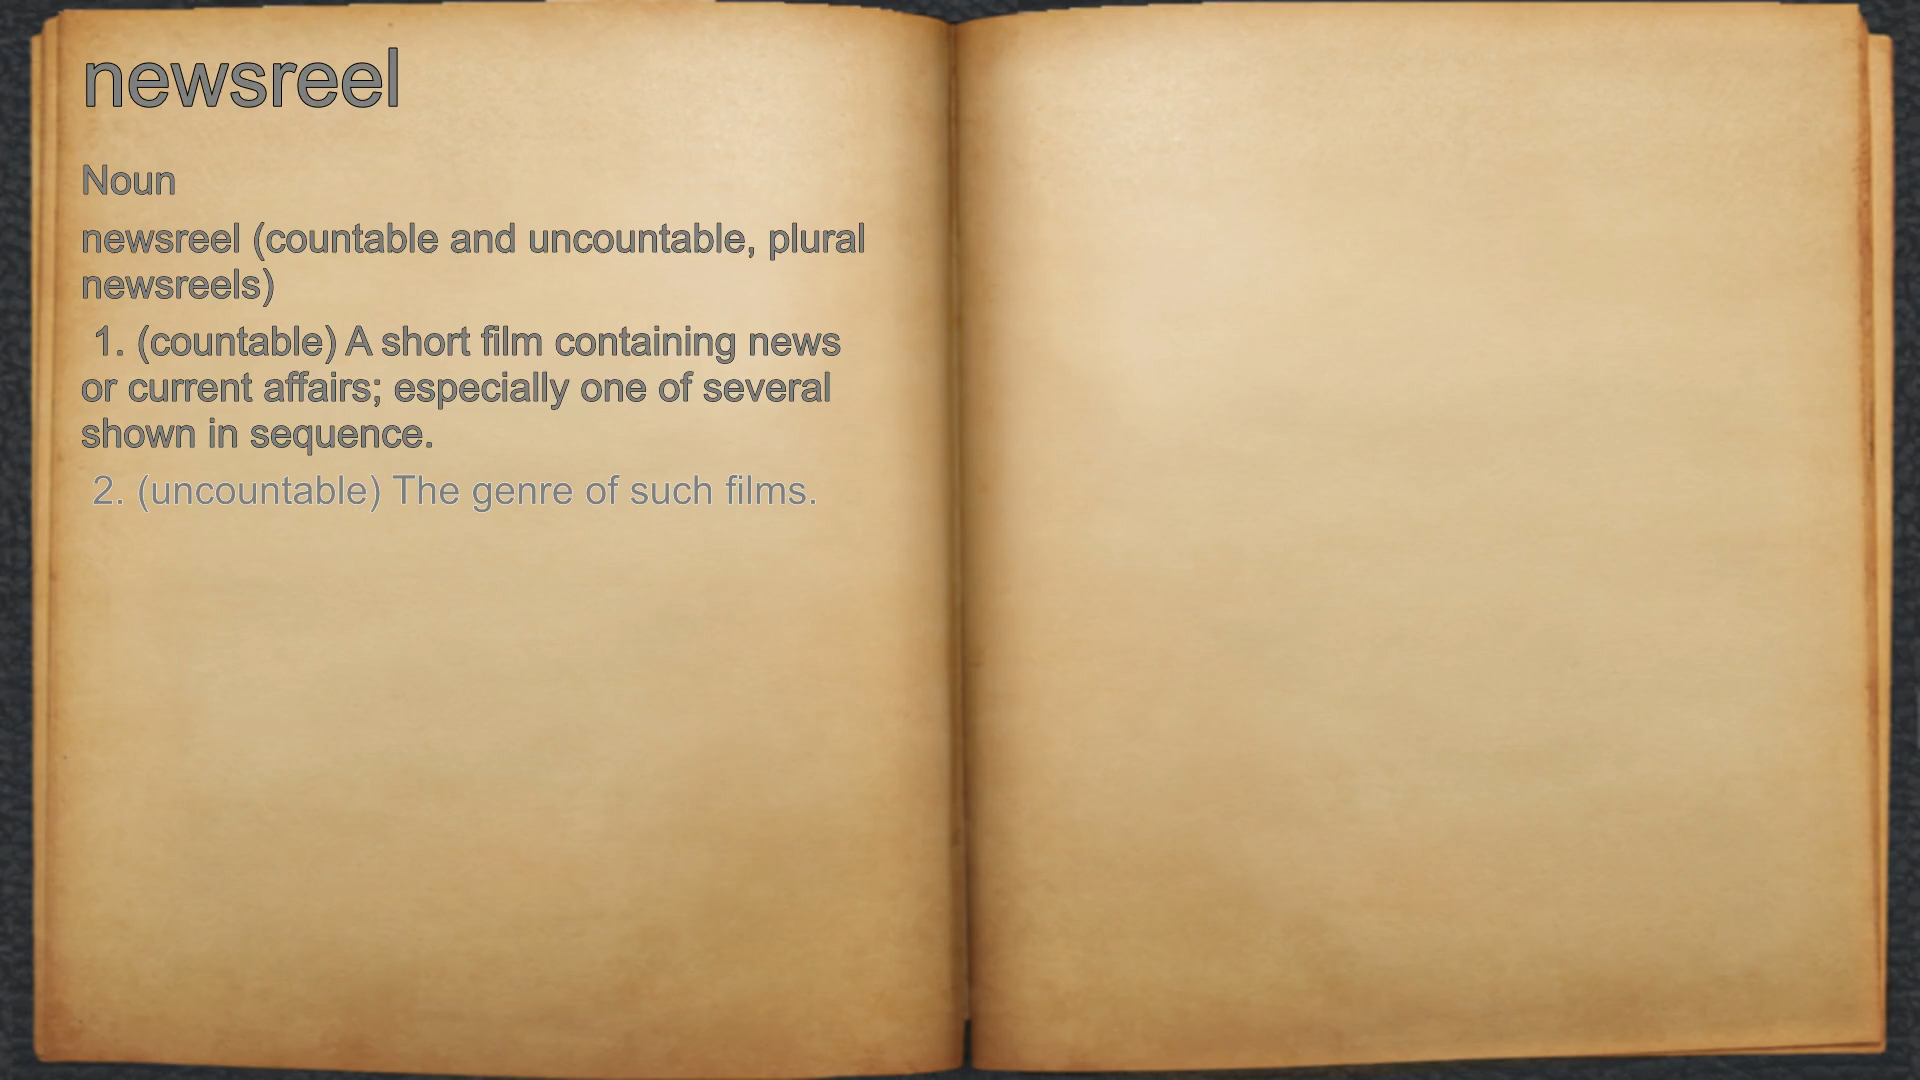 newsreel
Noun
newsreel (countable and uncountable, plural
newsreels)
1. (countable) A short film containing news
or current affairs; especially one of several
shown in sequence.
2. (uncountable) The genre of such films.